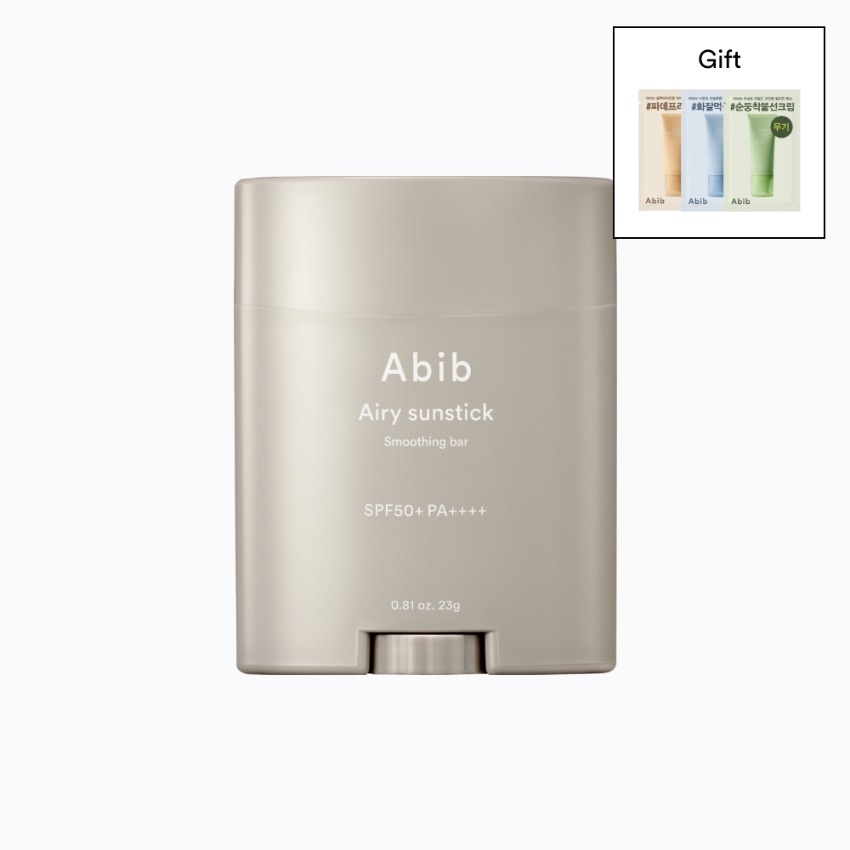 Gift
#파데프리
#화잘먹
#순둥착붙선크림
무기
Abib
Abib
Abib
Abib
Airy sunstick
Smoothing bar
SPF50+ PA++++
0.81 oz. 23g